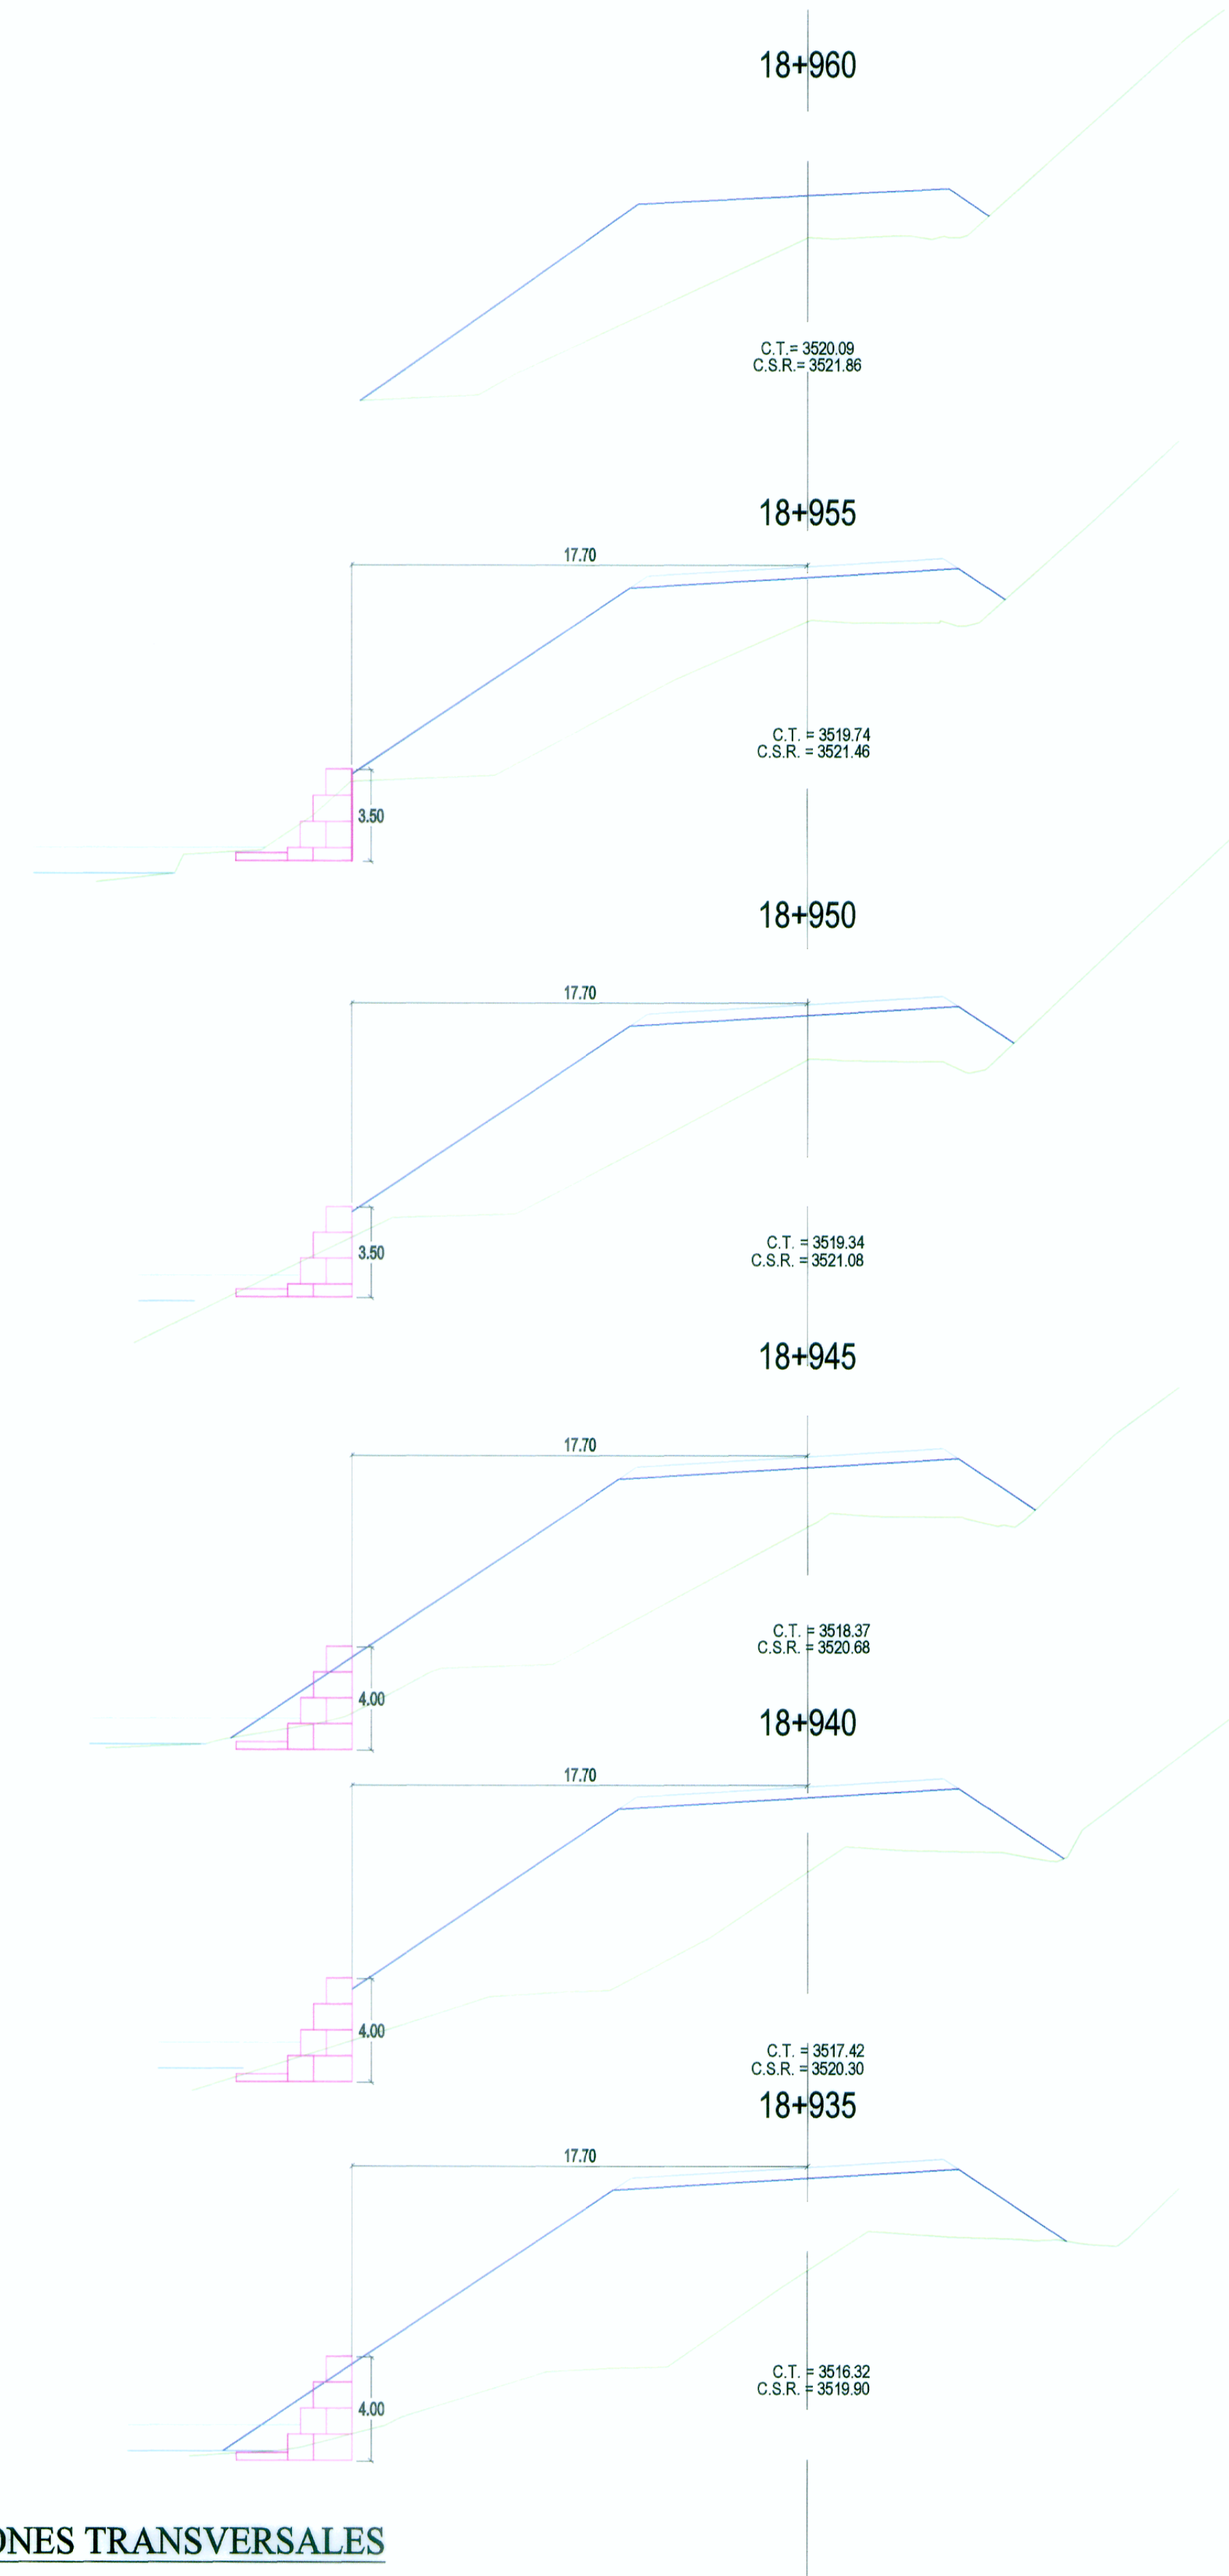 18+960
C.T.= 3520.09
C.S.R.= 3521.86
18+955
17.70
C.T. = 3519.74
C.S.R. = 3521.46
3.50
18+950
17.70
C.T. = 3519.34
C.S.R. = 3521.08
3.50
18+945
17.70
C.T. = 3518.37
C.S.R. = 3520.68
4.00
18+940
17.70
4.00
C.T. = 3517.42
C.S.R. = 3520.30
18+935
17.70
C.T. = 3516.32
C.S.R. = 3519.90
4.00
ONES TRANSVERSALES